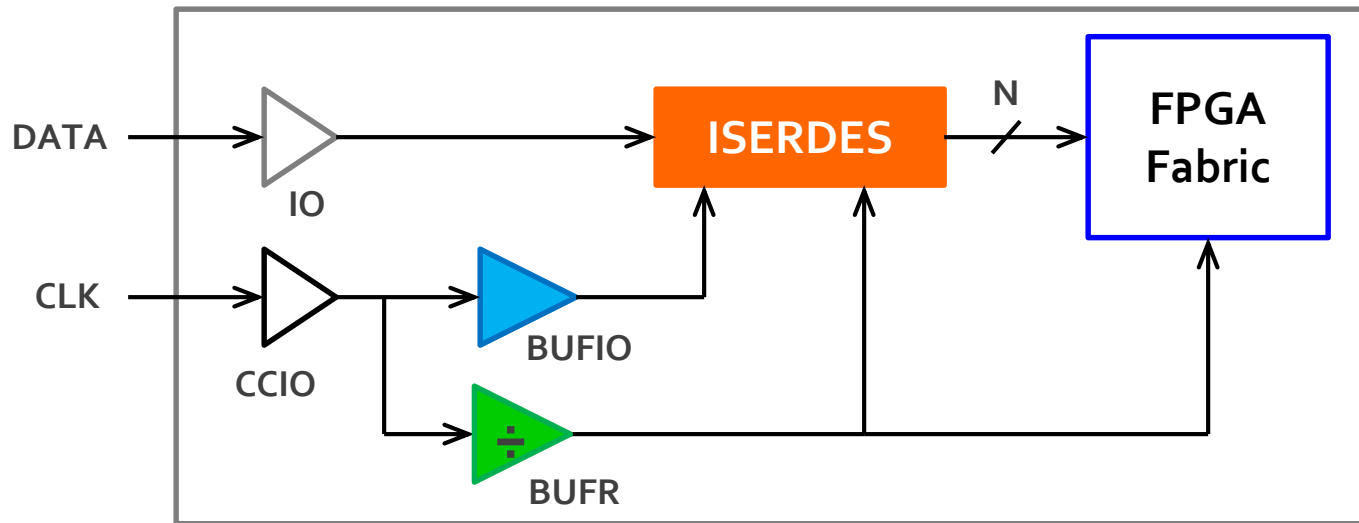 DATA
IO
ISERDES
N
FPGA
Fabric
CLK
CCIO
BUFIO
÷
BUFR